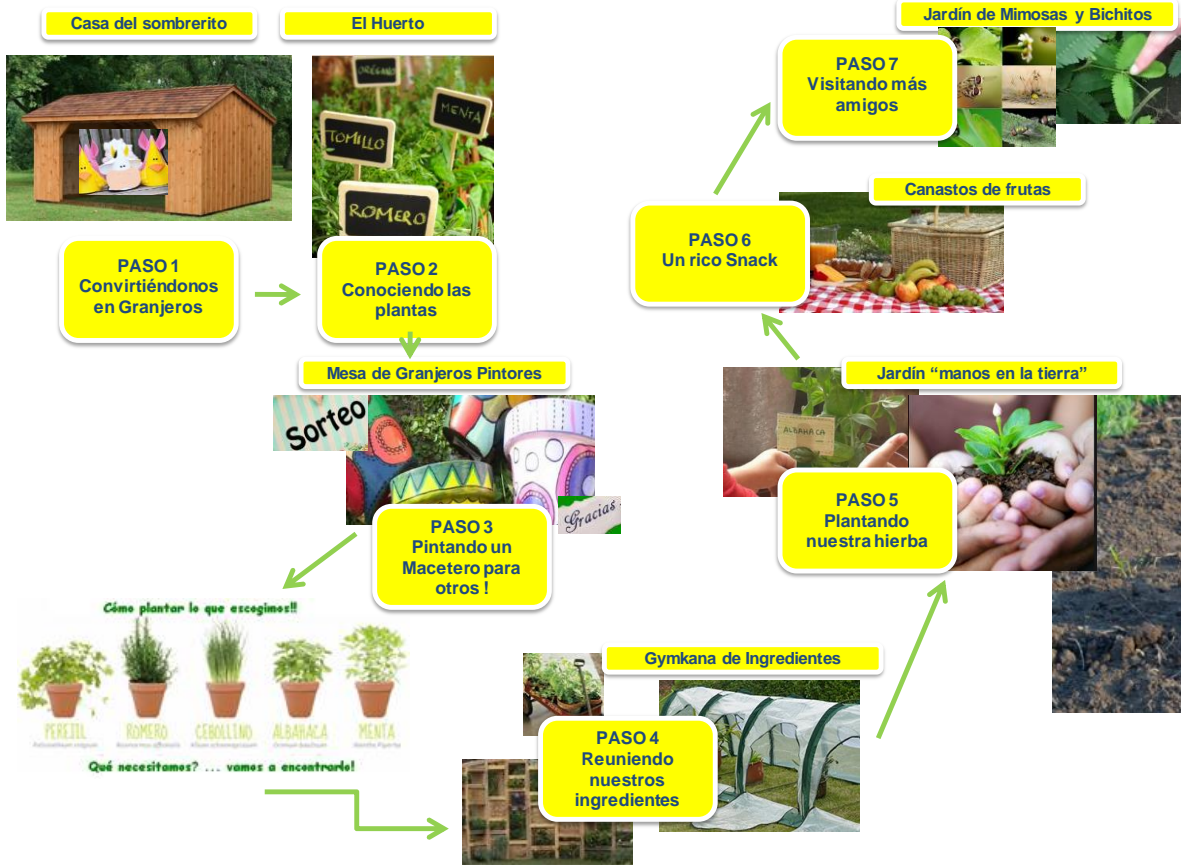 Casa del sombrerito
El Huerto
ORÉGANO
MENTA
TOMILLO
ROMERO
PASO 1
Convirtiéndonos
en Granjeros
PASO 2
Conociendo las
plantas
Mesa de Granjeros Pintores
Sorteo
Gracias
PASO 3
Pintando un
Macetero para
otros !
Cómo plantar lo que escogimos!!
PEREJIL
ROMERO
CEBOLLINO
ALBAHACA
MENTA
Qué necesitamos? ... vamos a encontrarlo!
Gymkana de Ingredientes
PASO 4
Reuniendo
nuestros
ingredientes
Jardín “manos en la tierra”
ALBAHACA
PASO 5
Plantando
nuestra hierba
Canastos de frutas
PASO 6
Un rico Snack
Jardín de Mimosas y Bichitos
PASO 7
Visitando más
amigos